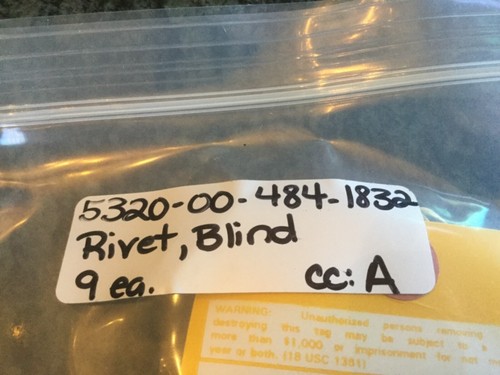 5320-00-484-1832
Rivet, Blind
9 ea. cc: A
WARNING: Unauthorized persons removing,
destroying this tag may be subject to a
more than $1,000 or imprisonment for not
year or both. (18 USC 1361)